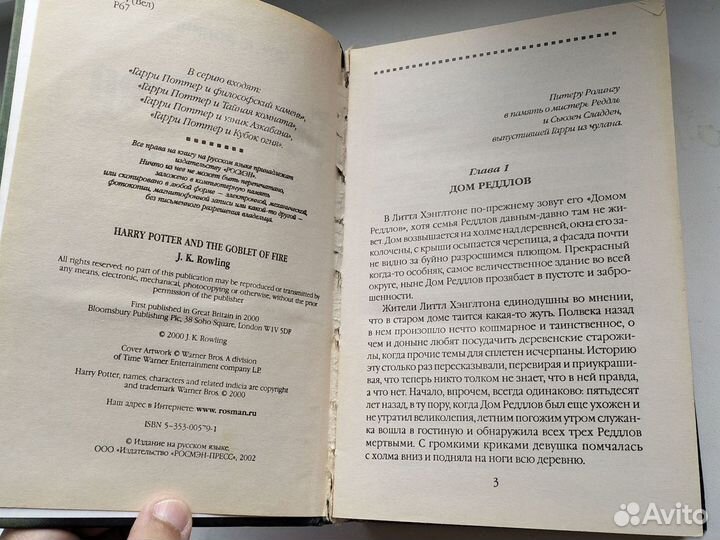 (Вел)
Р67
В серию входят:
«Гарри Поттер и философский камень»,
«Гарри Поттер и Тайная комната»,
«Гарри Поттер и узник Азкабана»,
«Гарри Поттер и Кубок огня».
Все права на книгу на русском языке принадлежат
издательству «РОСМЭН».
Ничто из нее не может быть перепечатано,
заложено в компьютерную память
или скопировано в любой форме — электронной, механической,
фотокопии, магнитофонной записи или какой-то другой —
без письменного разрешения владельца.
HARRY POTTER AND THE GOBLET OF FIRE
J. K. Rowling
All rights reserved; no part of this publication may be reproduced or transmitted by
any means, electronic, mechanical, photocopying or otherwise, without the prior
permission of the publisher
First published in Great Britain in 2000
Bloomsbury Publishing Plc, 38 Soho Square, London W1V 5DF
© 2000 J. K. Rowling
Cover Artwork © Warner Bros. A division
of Time Warner Entertainment company L.P.
Harry Potter, names, characters and related indicia are copyright
and trademark Warner Bros. © 2000
Наш адрес в Интернете: www.rosman.ru
ISBN 5-353-00579-1
© Издание на русском языке.
ООО «Издательство «РОСМЭН-ПРЕСС», 2002
Питеру Ролингу
в память о мистере Реддле
и Сьюзен Сладден,
выпустившей Гарри из чулана.
Глава 1
ДОМ РЕДДЛОВ
В Литтл Хэнглтоне по-прежнему зовут его «Домом
Реддлов», хотя семья Реддлов давным-давно там не жи-
вет. Дом возвышается на холме над деревней, окна его за-
колочены, с крыши осыпается черепица, а фасада почти
не видно за буйно разросшимся плющом. Прекрасный
когда-то особняк, самое величественное здание во всей
округе, ныне Дом Реддлов прозябает в пустоте и забро-
шенности.
Жители Литтл Хэнглтона единодушны во мнении,
что в старом доме таится какая-то жуть. Полвека назад
в нем произошло нечто кошмарное и таинственное, о
чем и доныне любят посудачить деревенские старожи-
лы, когда прочие темы для сплетен исчерпаны. Историю
эту столько раз пересказывали, перевирая и приукраши-
вая, что теперь никто толком не знает, что в ней правда,
а что нет. Начало, впрочем, всегда одинаково: пятьдесят
лет назад, в ту пору, когда Дом Реддлов был еще ухожен и
не утратил великолепия, летним погожим утром служан-
ка вошла в гостиную и обнаружила всех трех Реддлов
мертвыми. С громкими криками девушка помчалась
с холма вниз и подняла на ноги всю деревню.
3
Avito